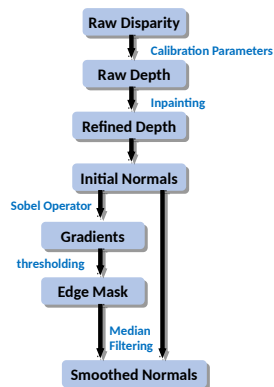 Raw Disparity
Calibration Parameters
Raw Depth
Inpainting
Refined Depth
Initial Normals
Sobel Operator
Gradients
thresholding
Edge Mask
Median
Filtering
Smoothed Normals